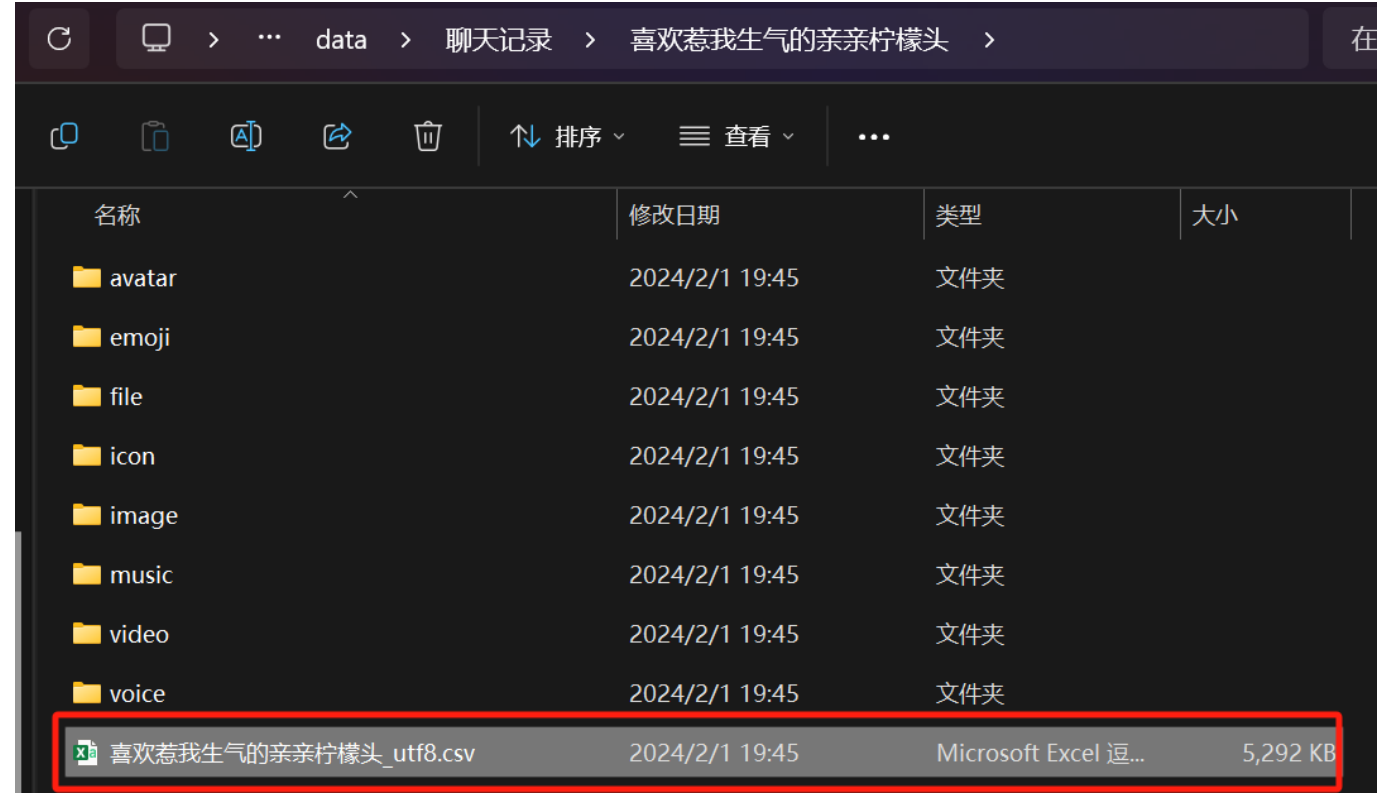 data > 聊天记录 > 喜欢惹我生气的亲亲柠檬头 > 在
排序 查看
名称 修改日期 类型 大小
avatar 2024/2/1 19:45 文件夹
emoji 2024/2/1 19:45 文件夹
file 2024/2/1 19:45 文件夹
icon 2024/2/1 19:45 文件夹
image 2024/2/1 19:45 文件夹
music 2024/2/1 19:45 文件夹
video 2024/2/1 19:45 文件夹
voice 2024/2/1 19:45 文件夹
喜欢惹我生气的亲亲柠檬头_utf8.csv 2024/2/1 19:45 Microsoft Excel 逗... 5,292 KB